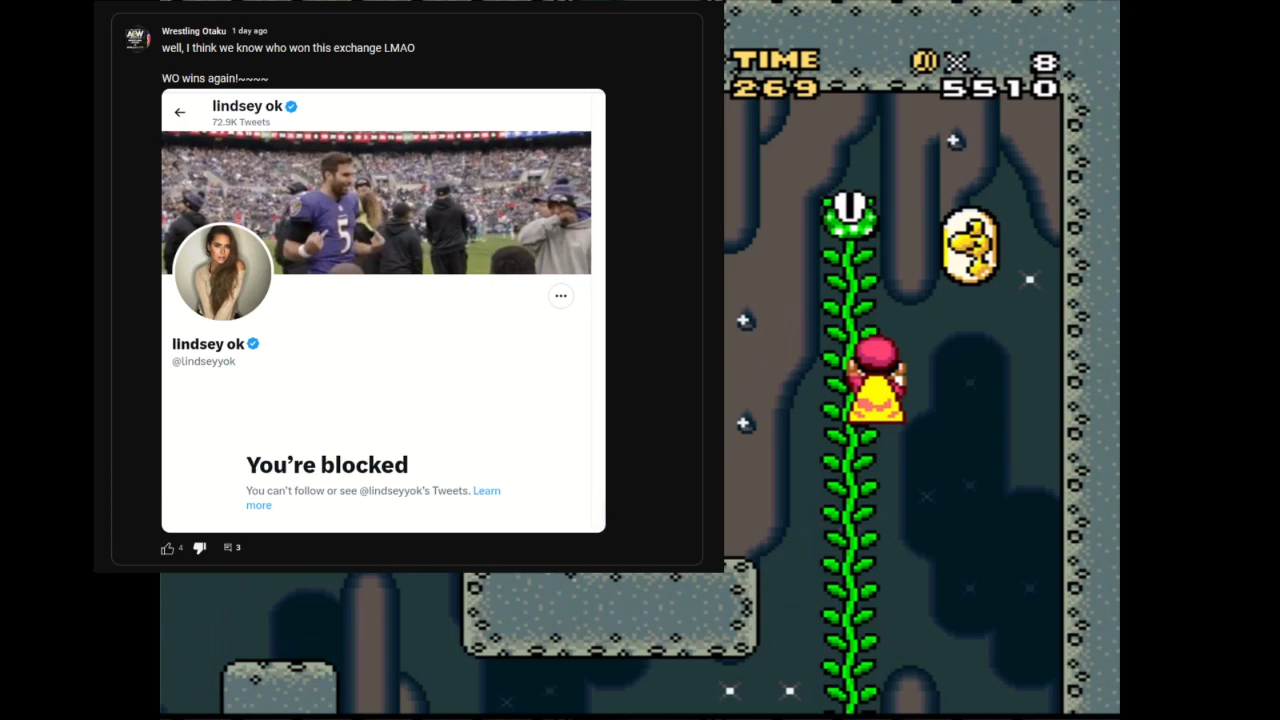 Wrestling Otaku 1 day ago
well, I think we know who won this exchange LMAO
WO wins again!~~~~
lindsey ok
72.9K Tweets
5
lindsey ok
@lindseyyok
You're blocked
You can't follow or see @lindseyyok's Tweets. Learn
more
4 3
TIME × 8
269 5510